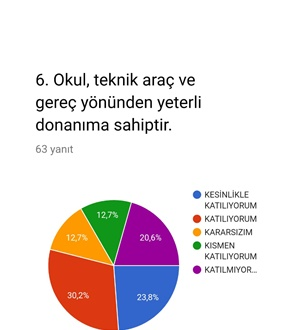 6. Okul, teknik araç ve
gereç yönünden yeterli
donanıma sahiptir.
63 yanıt
KESİNLİKLE
KATILIYORUM
KATILIYORUM
KARARSIZIM
KISMEN
KATILIYORUM
KATILMIYOR...
12,7%
12,7%
20,6%
30,2%
23,8%